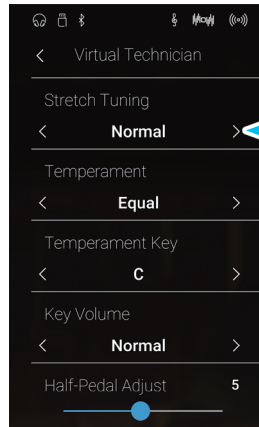 Virtual Technician
Stretch Tuning
Normal
Temperament
Equal
Temperament Key
C
Key Volume
Normal
Half-Pedal Adjust 5